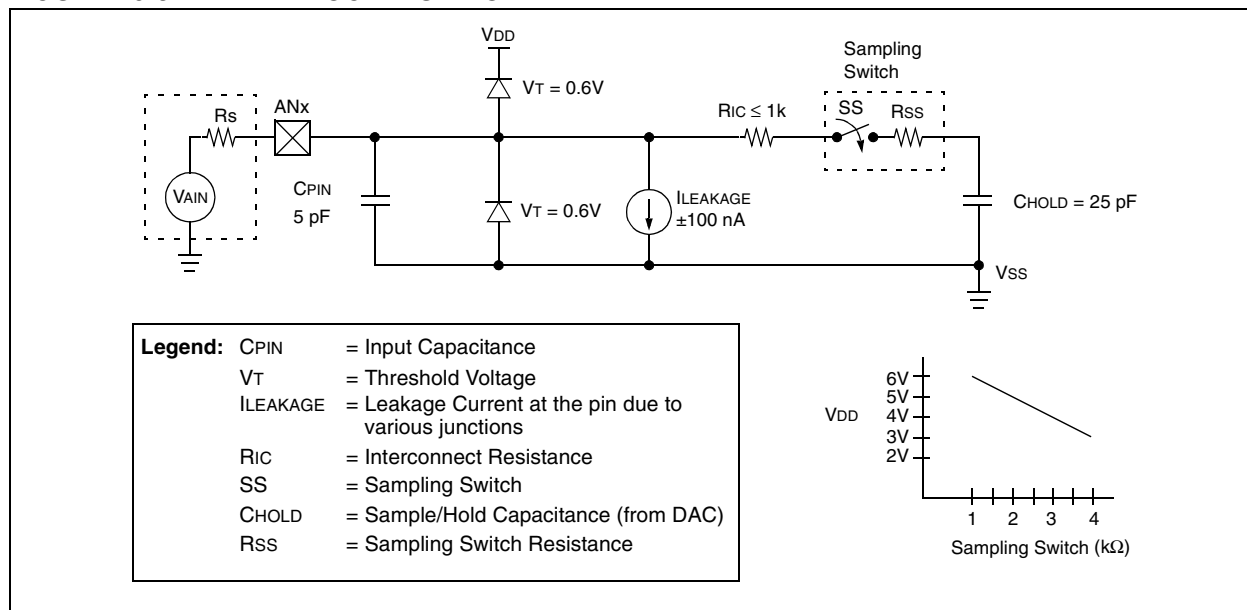 VDD
Sampling
Switch
VT = 0.6V
Rs
ANx
RIC ≤ 1k
SS
RSS
VAIN
CPIN
5 pF
VT = 0.6V
ILEAKAGE
±100 nA
CHOLD = 25 pF
VSS
Legend: CPIN = Input Capacitance
VT = Threshold Voltage
ILEAKAGE = Leakage Current at the pin due to
various junctions
RIC = Interconnect Resistance
SS = Sampling Switch
CHOLD = Sample/Hold Capacitance (from DAC)
RSS = Sampling Switch Resistance
6V
5V
VDD
4V
3V
2V
1 2 3 4
Sampling Switch (kΩ)